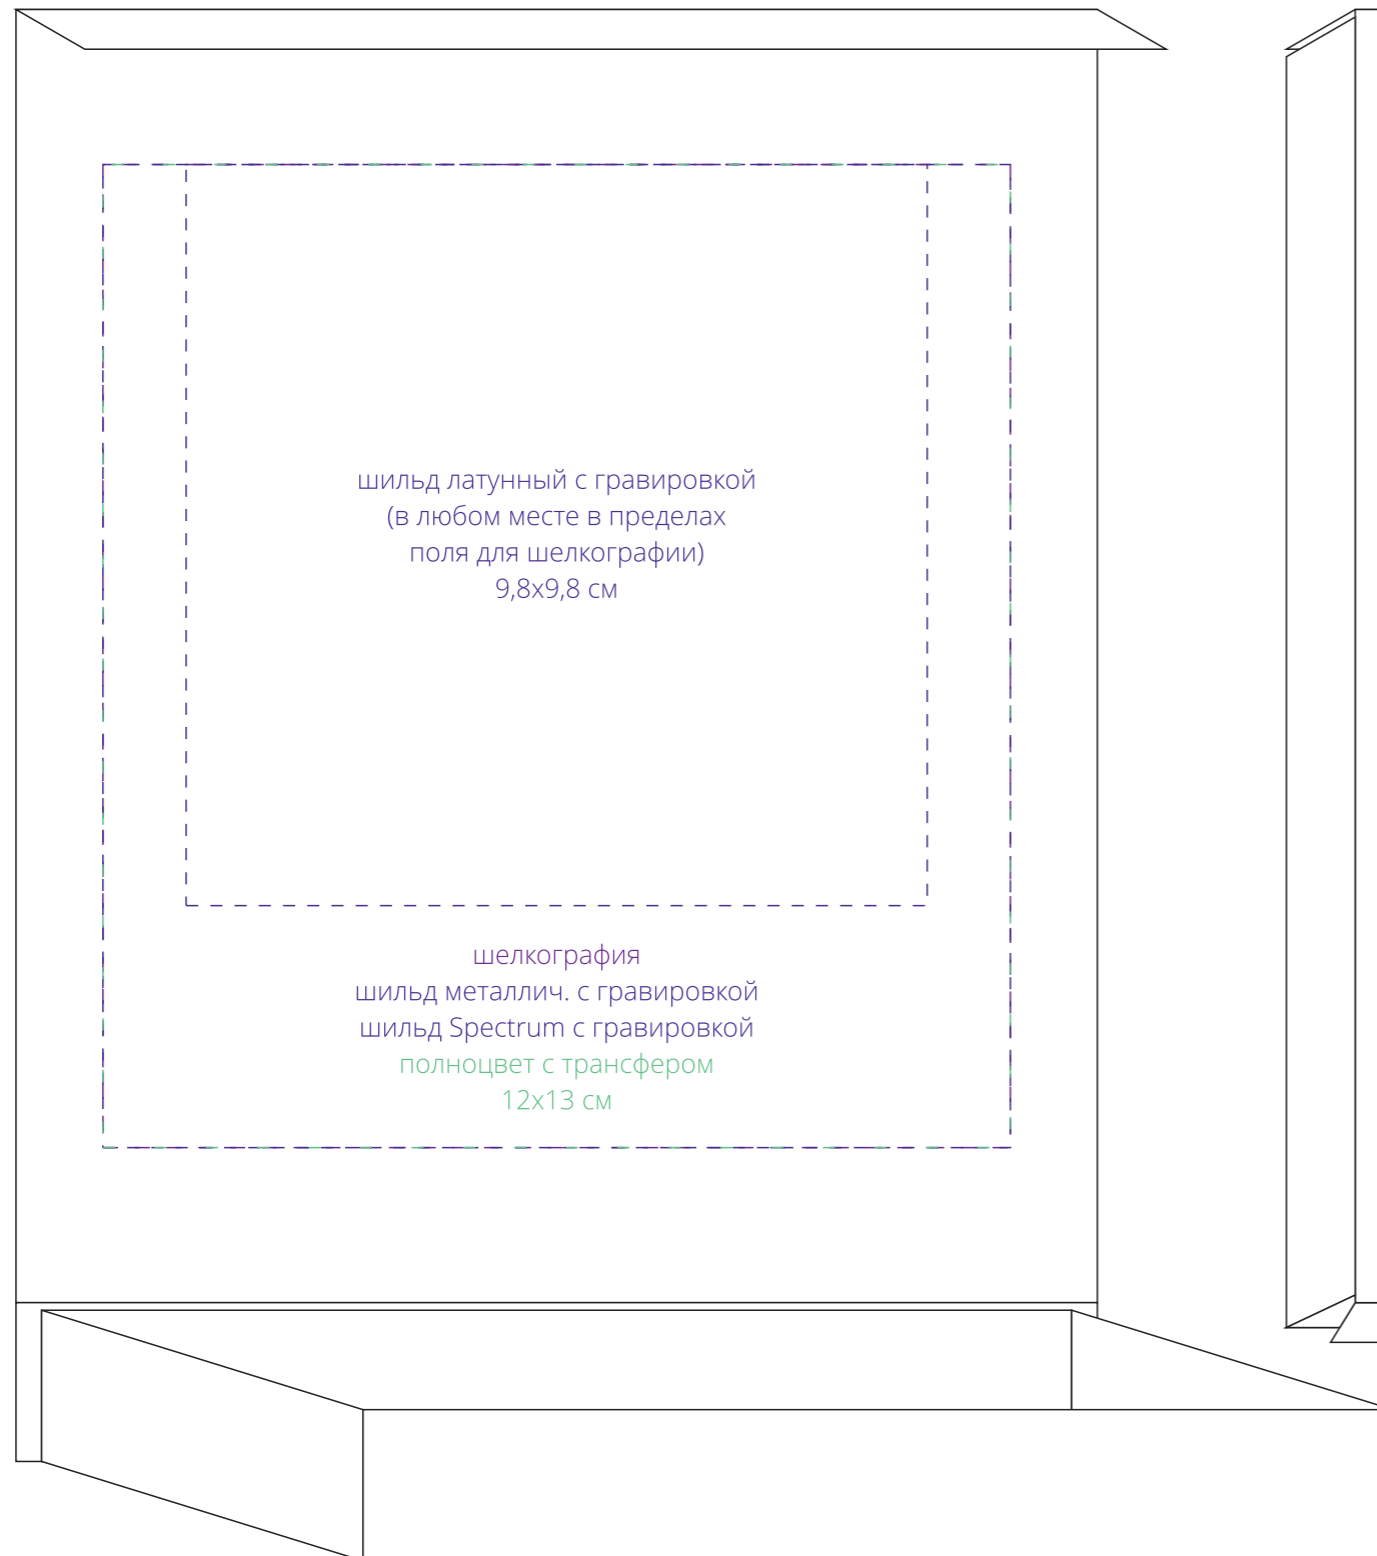 шильд латунный с гравировкой
(в любом месте в пределах
поля для шелкографии)
9,8х9,8 см
шелкография
шильд металлич. с гравировкой
шильд Spectrum с гравировкой
полноцвет с трансфером
12х13 см